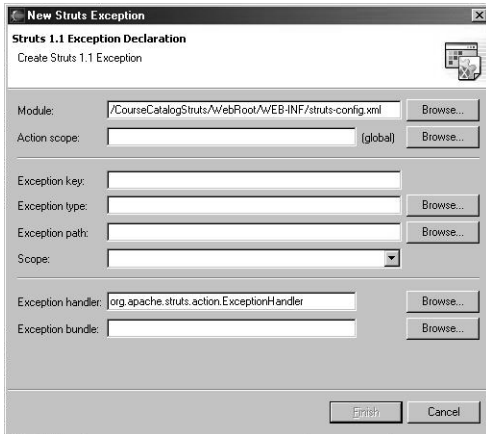 New Struts Exception
Struts 1.1 Exception Declaration
Create Struts 1.1 Exception
Module: /CourseCatalogStruts/WebRoot/WEB-INF/struts-config.xml Browse...
Action scope: (global) Browse...
Exception key:
Exception type: Browse...
Exception path: Browse...
Scope:
Exception handler: org.apache.struts.action.ExceptionHandler Browse...
Exception bundle: Browse...
Finish Cancel